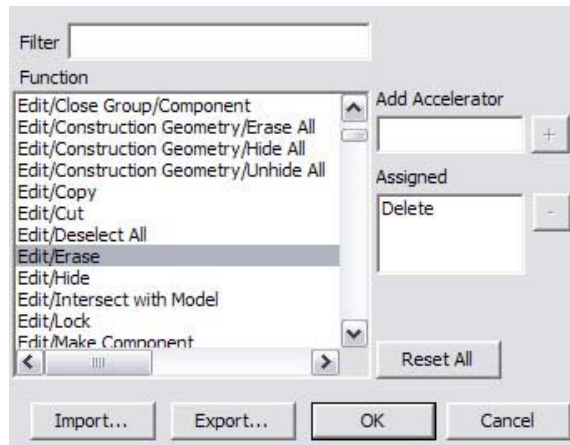 Filter
Function
Edit/Close Group/Component
Edit/Construction Geometry/Erase All
Edit/Construction Geometry/Hide All
Edit/Construction Geometry/Unhide All
Edit/Copy
Edit/Cut
Edit/Deselect All
Edit/Erase
Edit/Hide
Edit/Intersect with Model
Edit/Lock
Edit/Make Component
Add Accelerator
+
Assigned
Delete
-
Reset All
Import...
Export...
OK
Cancel